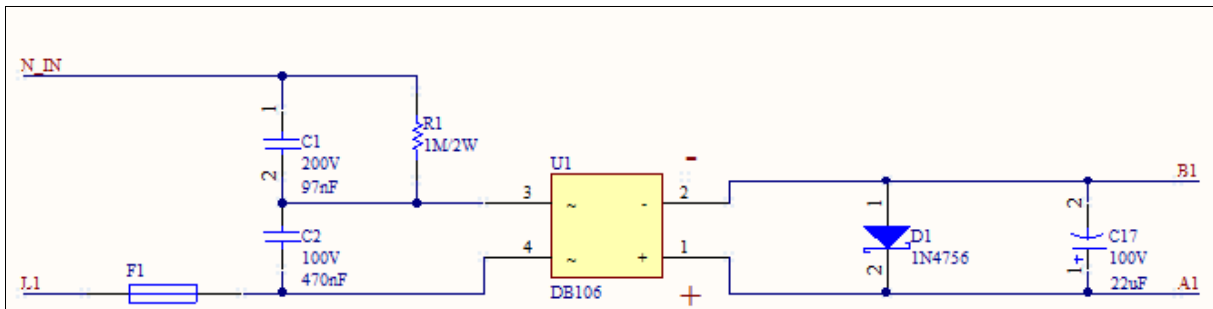 N_IN
1
C1
200V
97nF
2
R1
1M/2W
U1
3
~
-
2
-
4
~
+
1
+
DB106
C2
100V
470nF
F1
L1
B1
1
D1
1N4756
2
2
C17
100V
22uF
1
+
A1